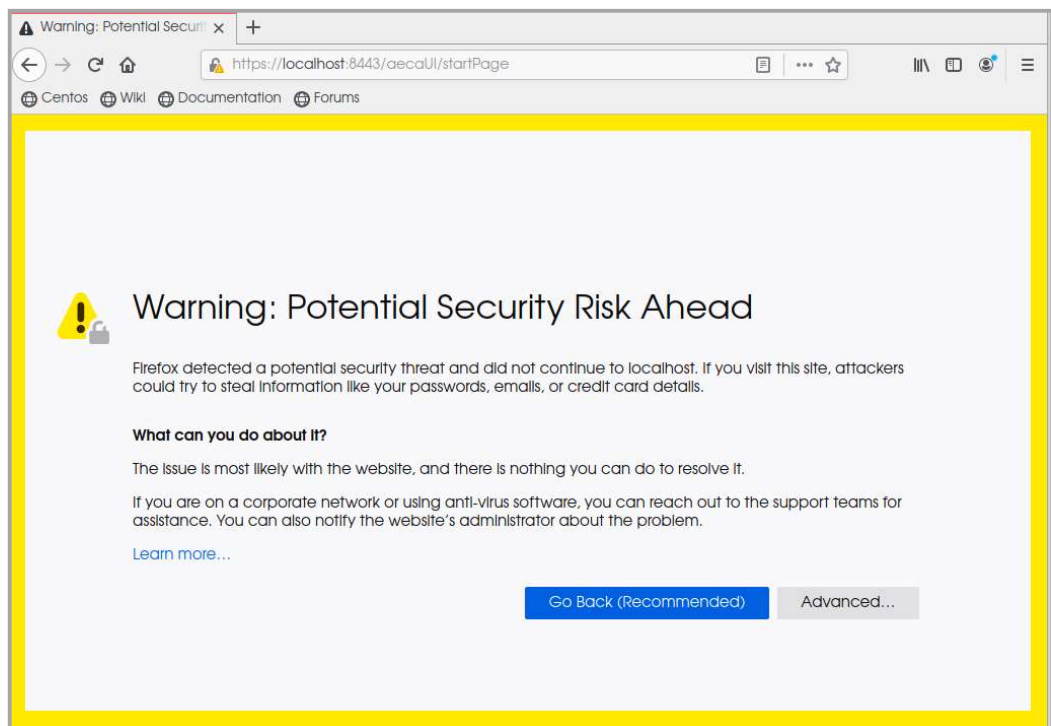 Warning: Potential Securi
https://localhost:8443/aecaUI/startPage
Centos Wiki Documentation Forums
Warning: Potential Security Risk Ahead
Firefox detected a potential security threat and did not continue to localhost. If you visit this site, attackers
could try to steal information like your passwords, emails, or credit card details.
What can you do about it?
The issue is most likely with the website, and there is nothing you can do to resolve it.
If you are on a corporate network or using anti-virus software, you can reach out to the support teams for
assistance. You can also notify the website's administrator about the problem.
Learn more...
Go Back (Recommended) Advanced...